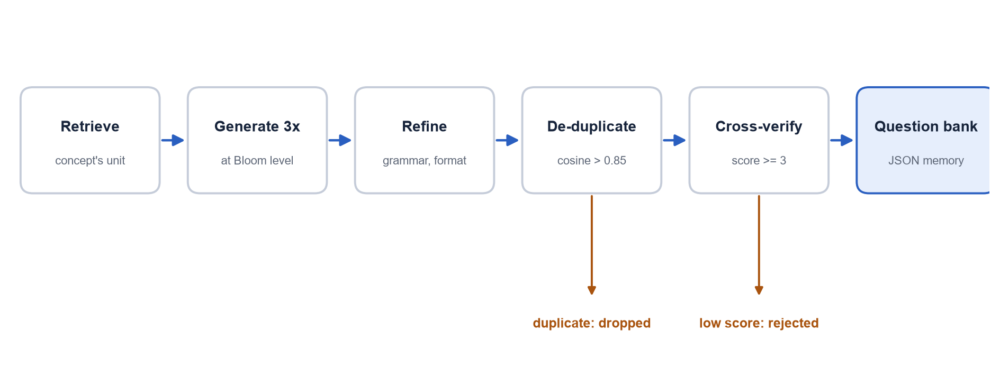 Retrieve
concept's unit
Generate 3x
at Bloom level
Refine
grammar, format
De-duplicate
cosine > 0.85
Cross-verify
score >= 3
Question bank
JSON memory
duplicate: dropped
low score: rejected